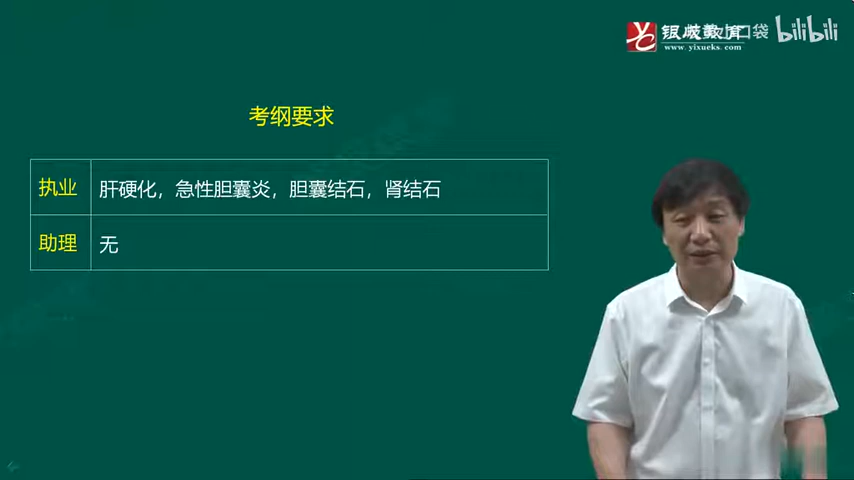 银成教育
www.yixueks.com
bilibili
考纲要求
执业 肝硬化，急性胆囊炎，胆囊结石，肾结石
助理 无